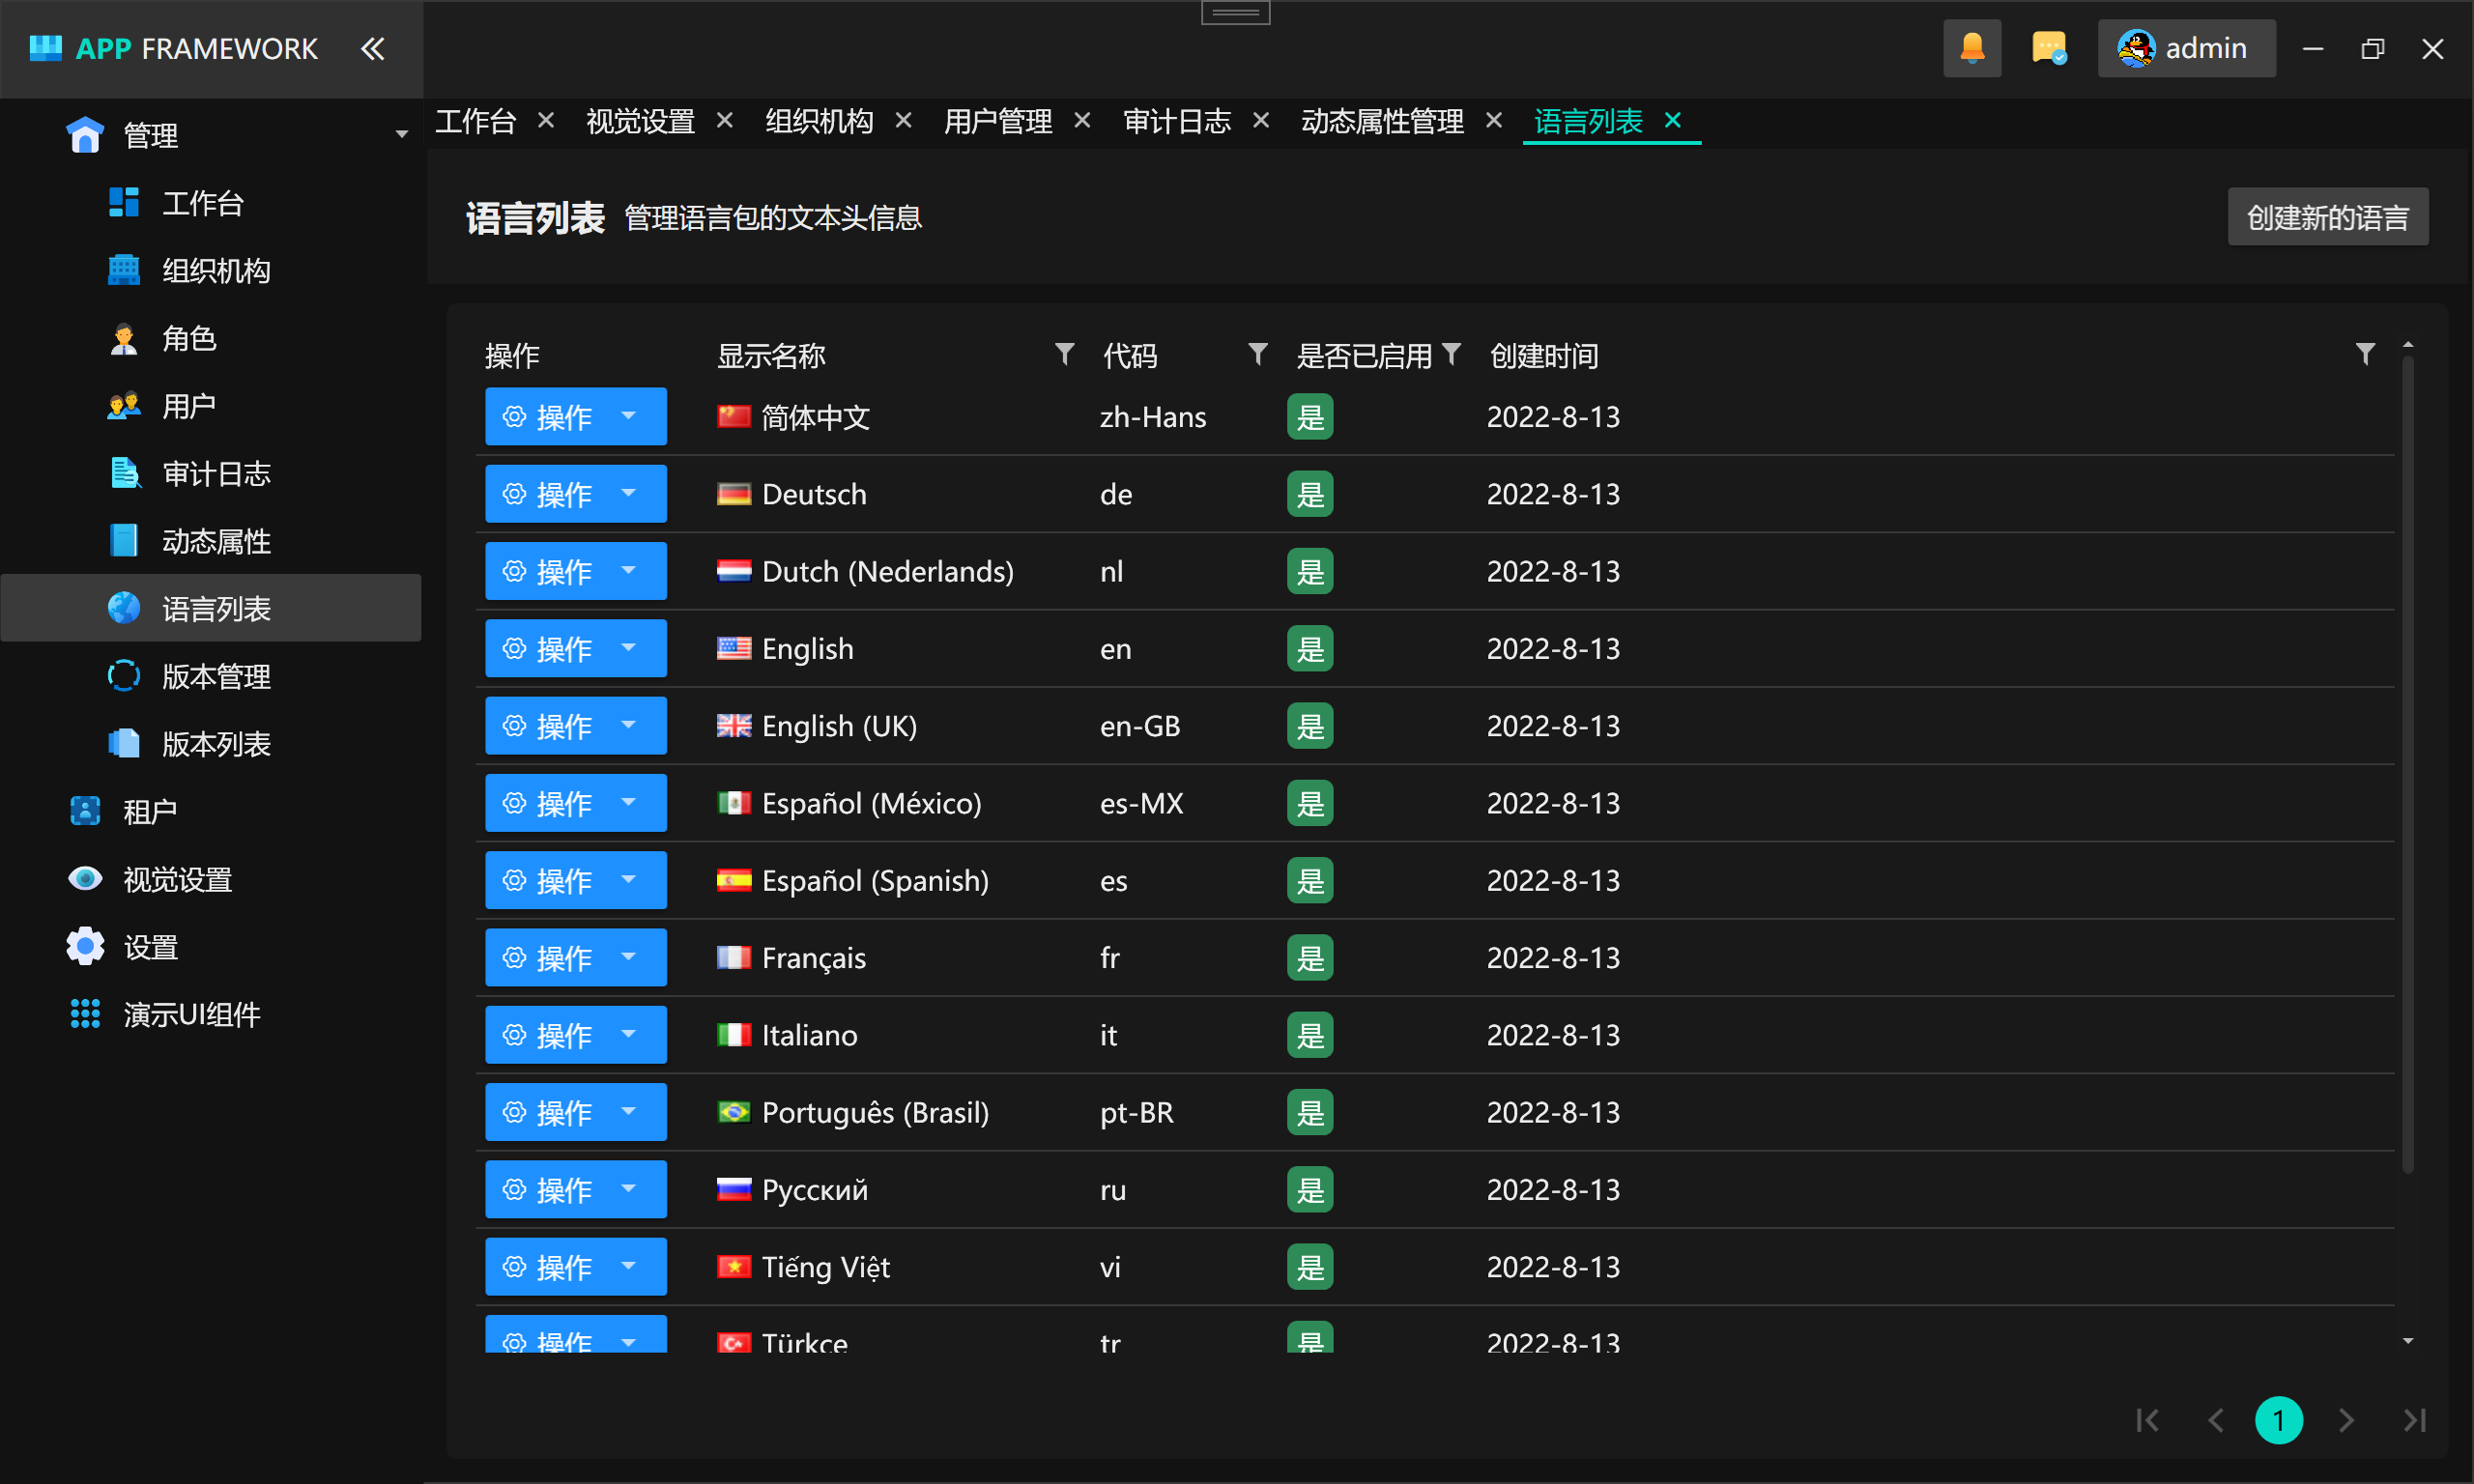 APP FRAMEWORK
admin
管理
工作台
组织机构
角色
用户
审计日志
动态属性
语言列表
版本管理
版本列表
租户
视觉设置
设置
演示UI组件
工作台 视觉设置 组织机构 用户管理 审计日志 动态属性管理 语言列表
语言列表 管理语言包的文本头信息
创建新的语言
操作 显示名称 代码 是否已启用 创建时间
操作 简体中文 zh-Hans 是 2022-8-13
操作 Deutsch de 是 2022-8-13
操作 Dutch (Nederlands) nl 是 2022-8-13
操作 English en 是 2022-8-13
操作 English (UK) en-GB 是 2022-8-13
操作 Español (México) es-MX 是 2022-8-13
操作 Español (Spanish) es 是 2022-8-13
操作 Français fr 是 2022-8-13
操作 Italiano it 是 2022-8-13
操作 Português (Brasil) pt-BR 是 2022-8-13
操作 Русский ru 是 2022-8-13
操作 Tiếng Việt vi 是 2022-8-13
操作 Türkçe tr 是 2022-8-13
1